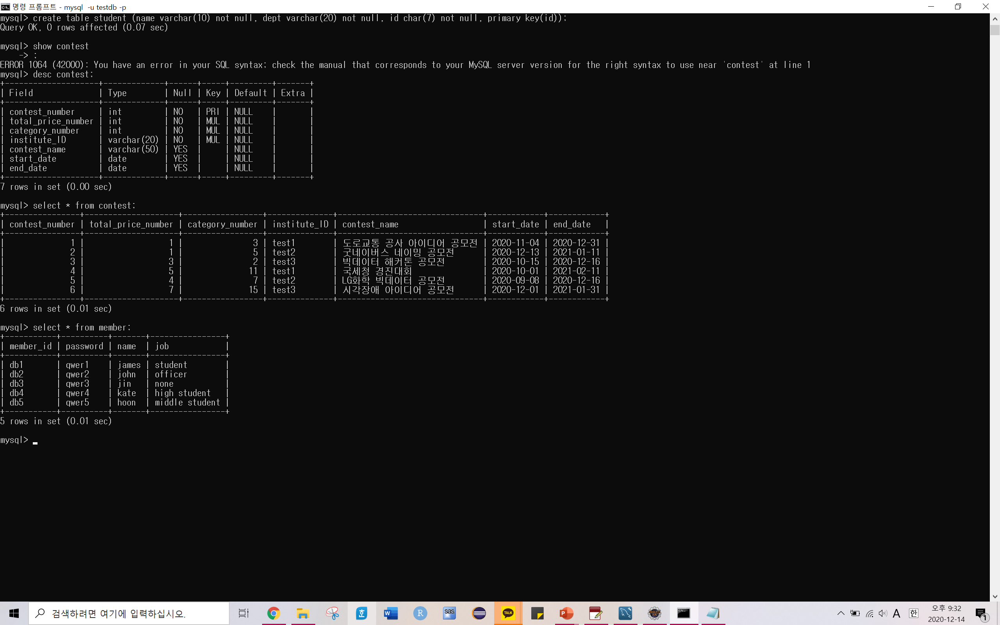 명령 프롬프트 - mysql  -u testdb -p
mysql> create table student (name varchar(10) not null, dept varchar(20) not null, id char(7) not null, primary key(id));
Query OK, 0 rows affected (0.07 sec)
mysql> show contest
    -> ;
ERROR 1064 (42000): You have an error in your SQL syntax; check the manual that corresponds to your MySQL server version for the right syntax to use near 'contest' at line 1
mysql> desc contest;
| Field | Type | Null | Key | Default | Extra |
| contest_number | int | NO | PRI | NULL | |
| total_price_number | int | NO | MUL | NULL | |
| category_number | int | NO | MUL | NULL | |
| institute_ID | varchar(20) | NO | MUL | NULL | |
| contest_name | varchar(50) | YES | | NULL | |
| start_date | date | YES | | NULL | |
| end_date | date | YES | | NULL | |
7 rows in set (0.00 sec)
mysql> select * from contest;
| contest_number | total_price_number | category_number | institute_ID | contest_name | start_date | end_date |
| 1 | 1 | 3 | test1 | 도로교통 공사 아이디어 공모전 | 2020-11-04 | 2020-12-31 |
| 2 | 1 | 5 | test2 | 굿네이버스 네이밍 공모전 | 2020-12-13 | 2021-01-11 |
| 3 | 3 | 2 | test3 | 빅데이터 해커톤 공모전 | 2020-10-15 | 2020-12-16 |
| 4 | 5 | 11 | test1 | 국세청 경진대회 | 2020-10-01 | 2021-02-11 |
| 5 | 4 | 7 | test2 | LG화학 빅데이터 공모전 | 2020-09-08 | 2020-12-16 |
| 6 | 7 | 15 | test3 | 시각장애 아이디어 공모전 | 2020-12-01 | 2021-01-31 |
6 rows in set (0.01 sec)
mysql> select * from member;
| member_id | password | name | job |
| db1 | qwer1 | james | student |
| db2 | qwer2 | john | officer |
| db3 | qwer3 | jin | none |
| db4 | qwer4 | kate | high student |
| db5 | qwer5 | hoon | middle student |
5 rows in set (0.01 sec)
mysql>
검색하려면 여기에 입력하십시오.
호 W R sas TALK P Java EE IDE A 한
오후 9:32
2020-12-14
1